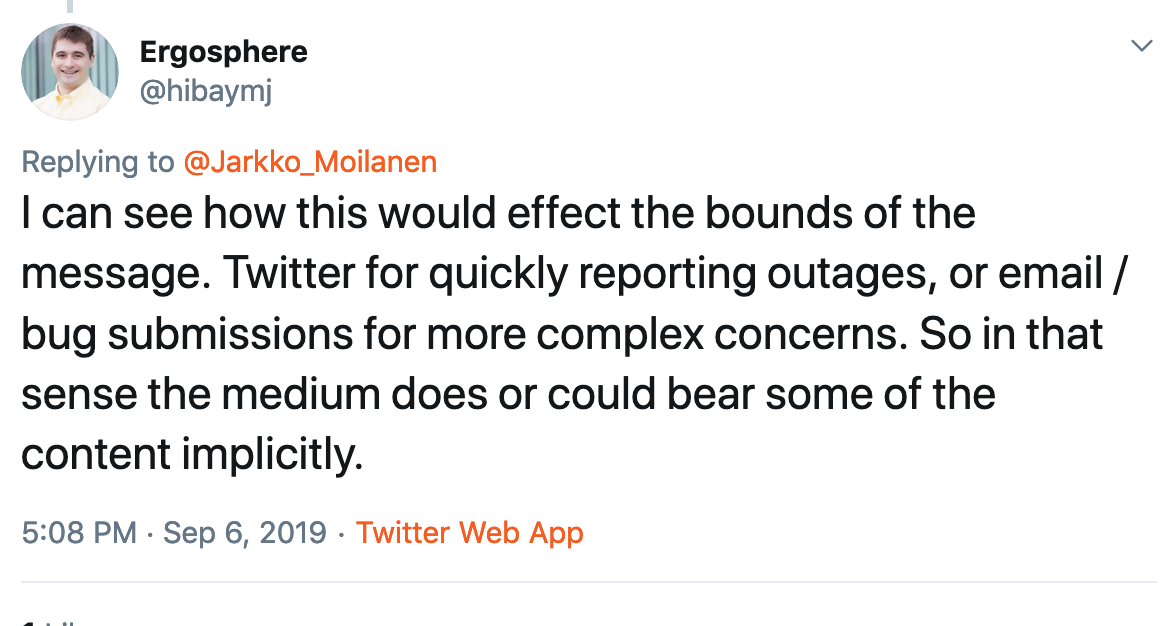 Ergosphere
@hibaymj
Replying to @Jarkko_Moilanen
I can see how this would effect the bounds of the
message. Twitter for quickly reporting outages, or email /
bug submissions for more complex concerns. So in that
sense the medium does or could bear some of the
content implicitly.
5:08 PM · Sep 6, 2019 · Twitter Web App